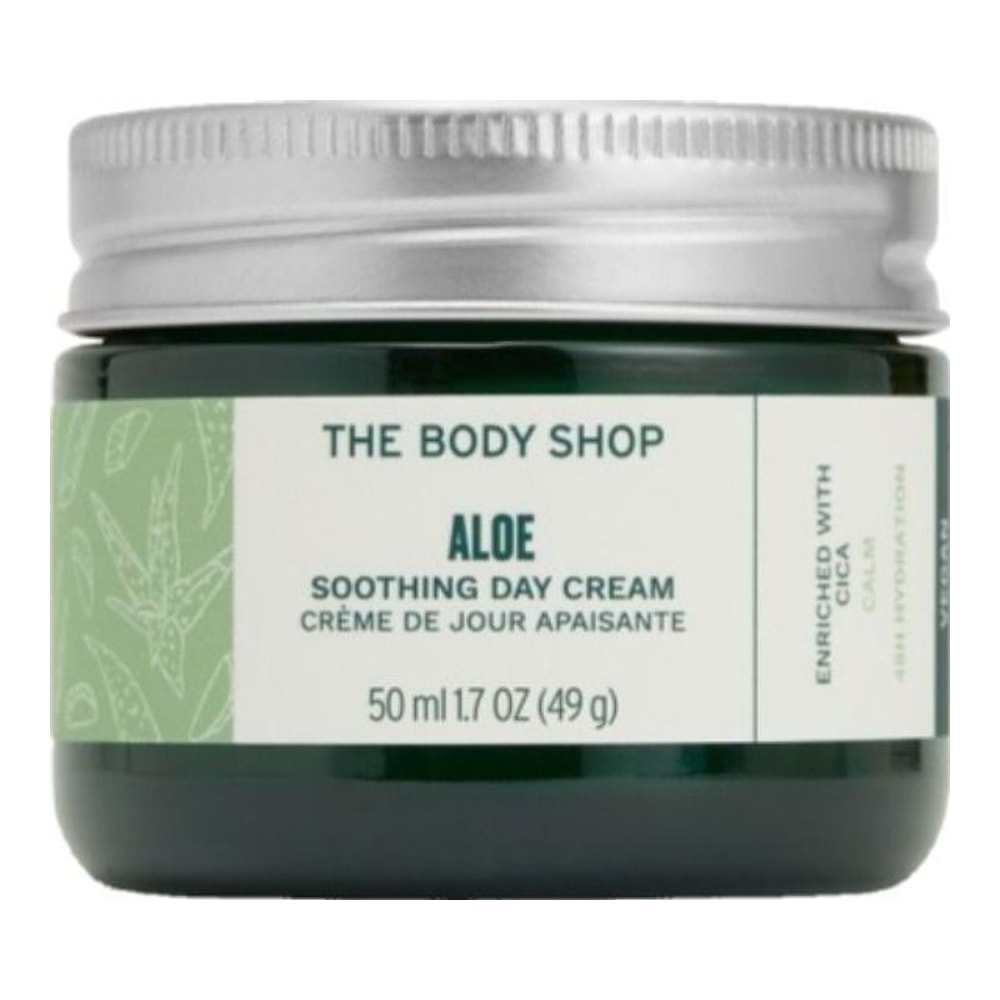 THE BODY SHOP
ALOE
SOOTHING DAY CREAM
CRÈME DE JOUR APAISANTE
50 ml 1.7 OZ (49 g)
ENRICHED WITH
CICA
CALM
48H HYDRATION
VEGAN